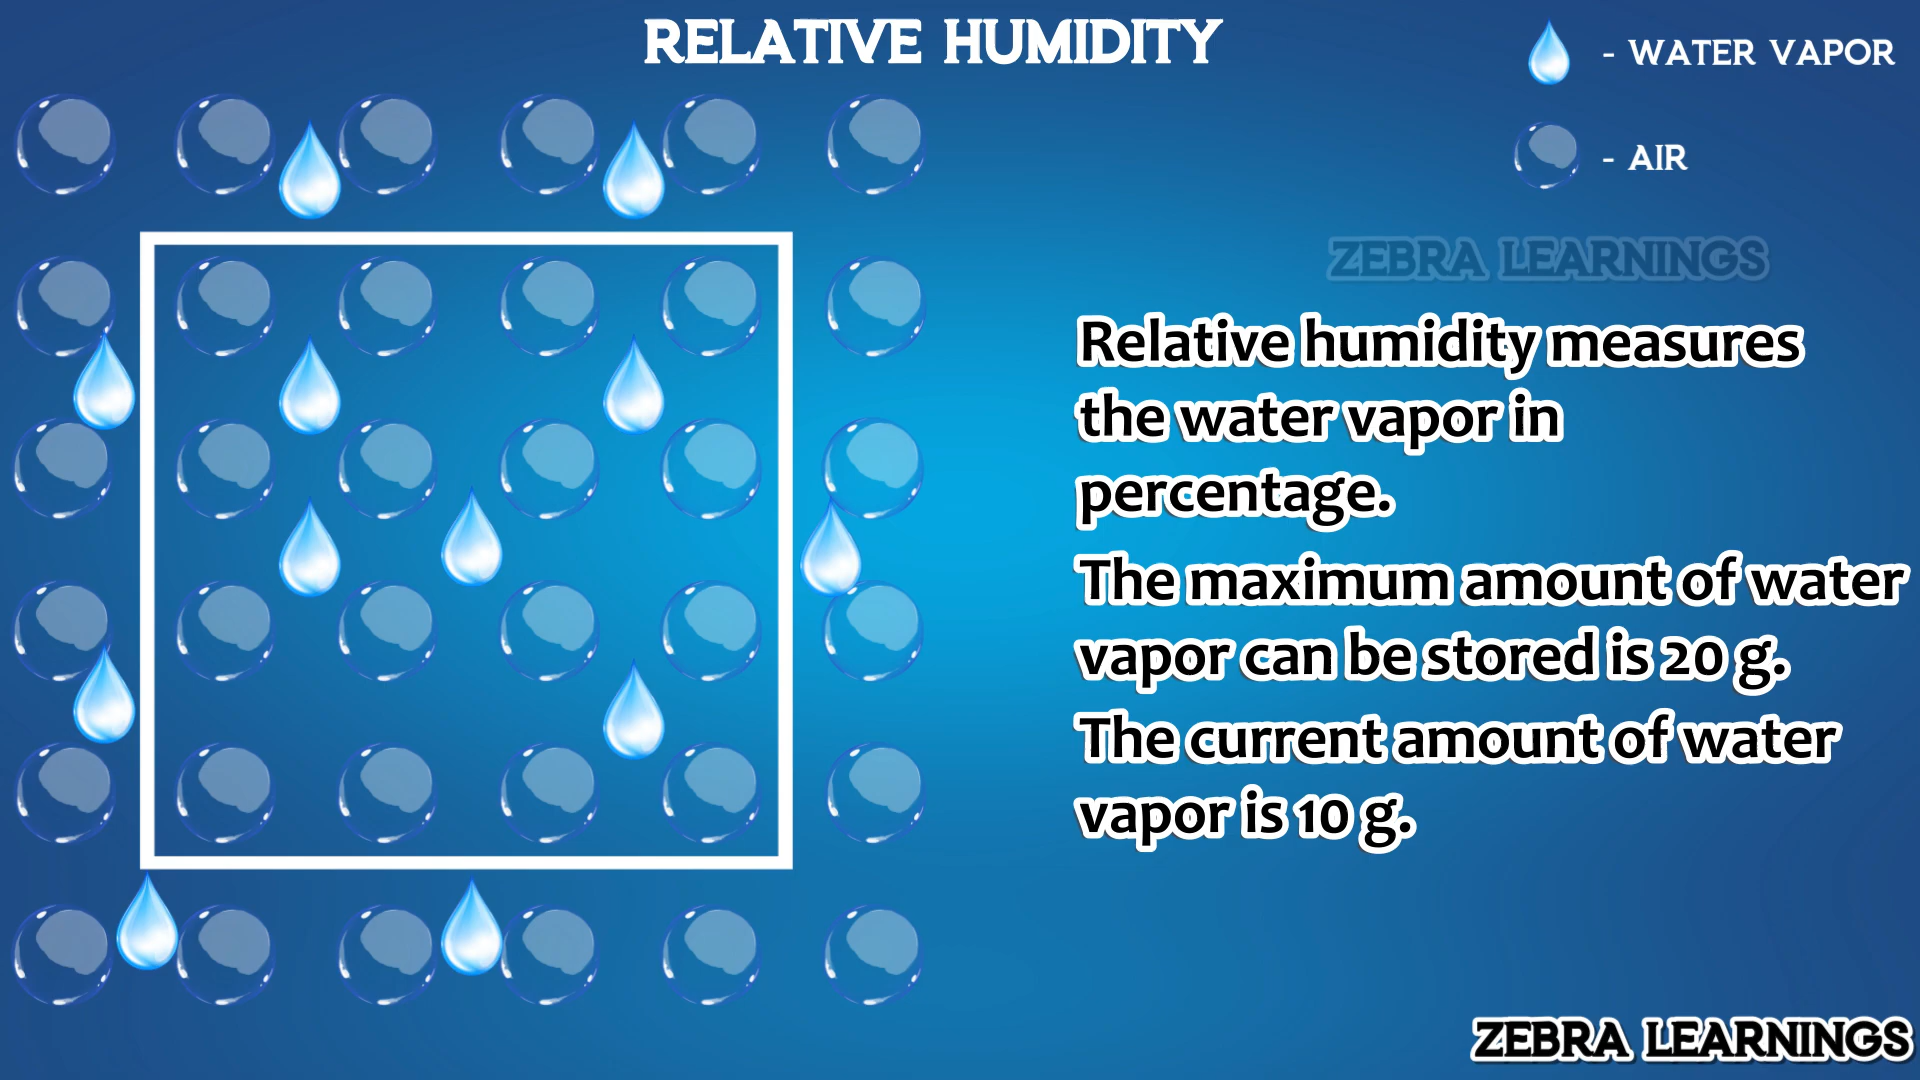 RELATIVE HUMIDITY
- WATER VAPOR
- AIR
ZEBRA LEARNINGS
Relative humidity measures
the water vapor in
percentage.
The maximum amount of water
vapor can be stored is 20 g.
The current amount of water
vapor is 10 g.
ZEBRA LEARNINGS